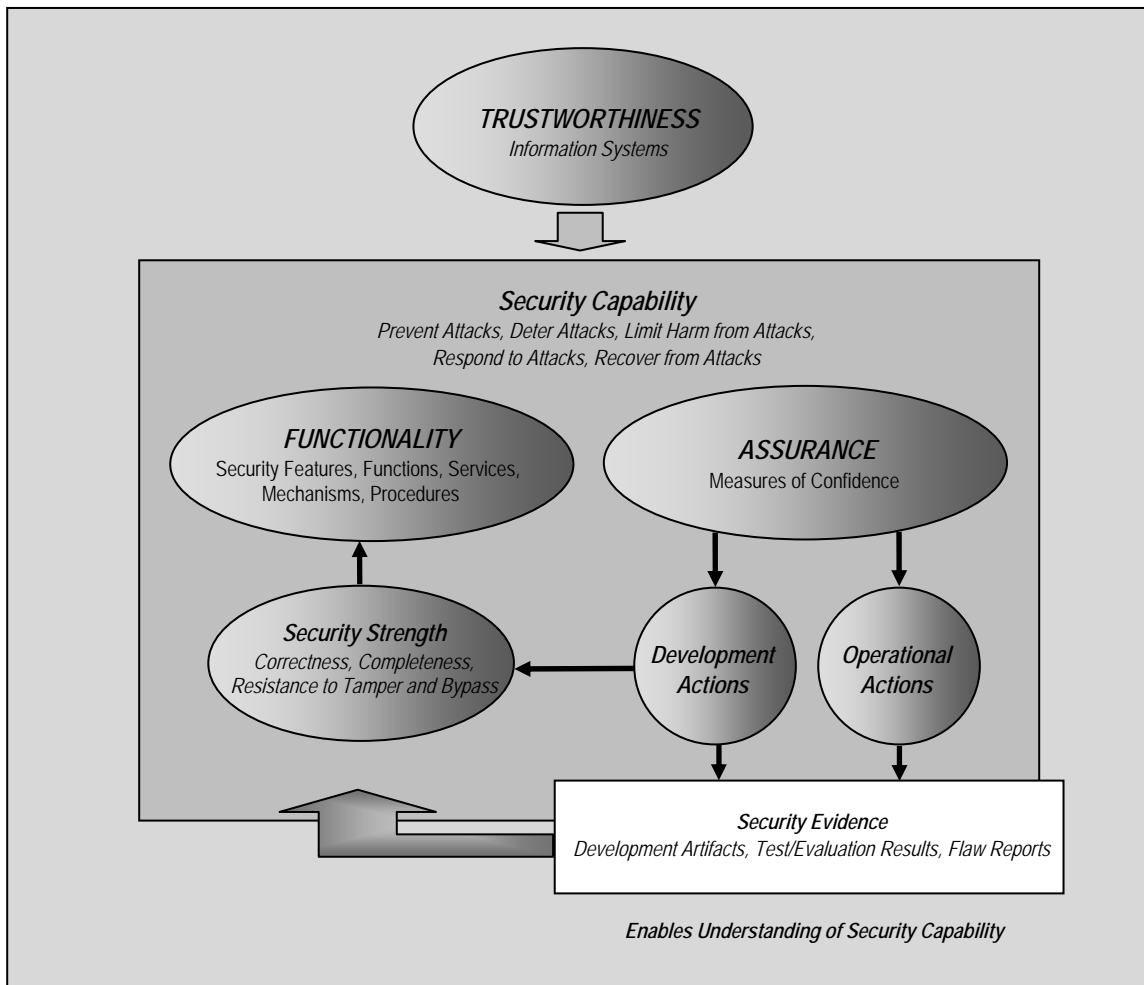 TRUSTWORTHINESS
Information Systems
Security Capability
Prevent Attacks, Deter Attacks, Limit Harm from Attacks,
Respond to Attacks, Recover from Attacks
FUNCTIONALITY
Security Features, Functions, Services,
Mechanisms, Procedures
ASSURANCE
Measures of Confidence
Security Strength
Correctness, Completeness,
Resistance to Tamper and Bypass
Development
Actions
Operational
Actions
Security Evidence
Development Artifacts, Test/Evaluation Results, Flaw Reports
Enables Understanding of Security Capability